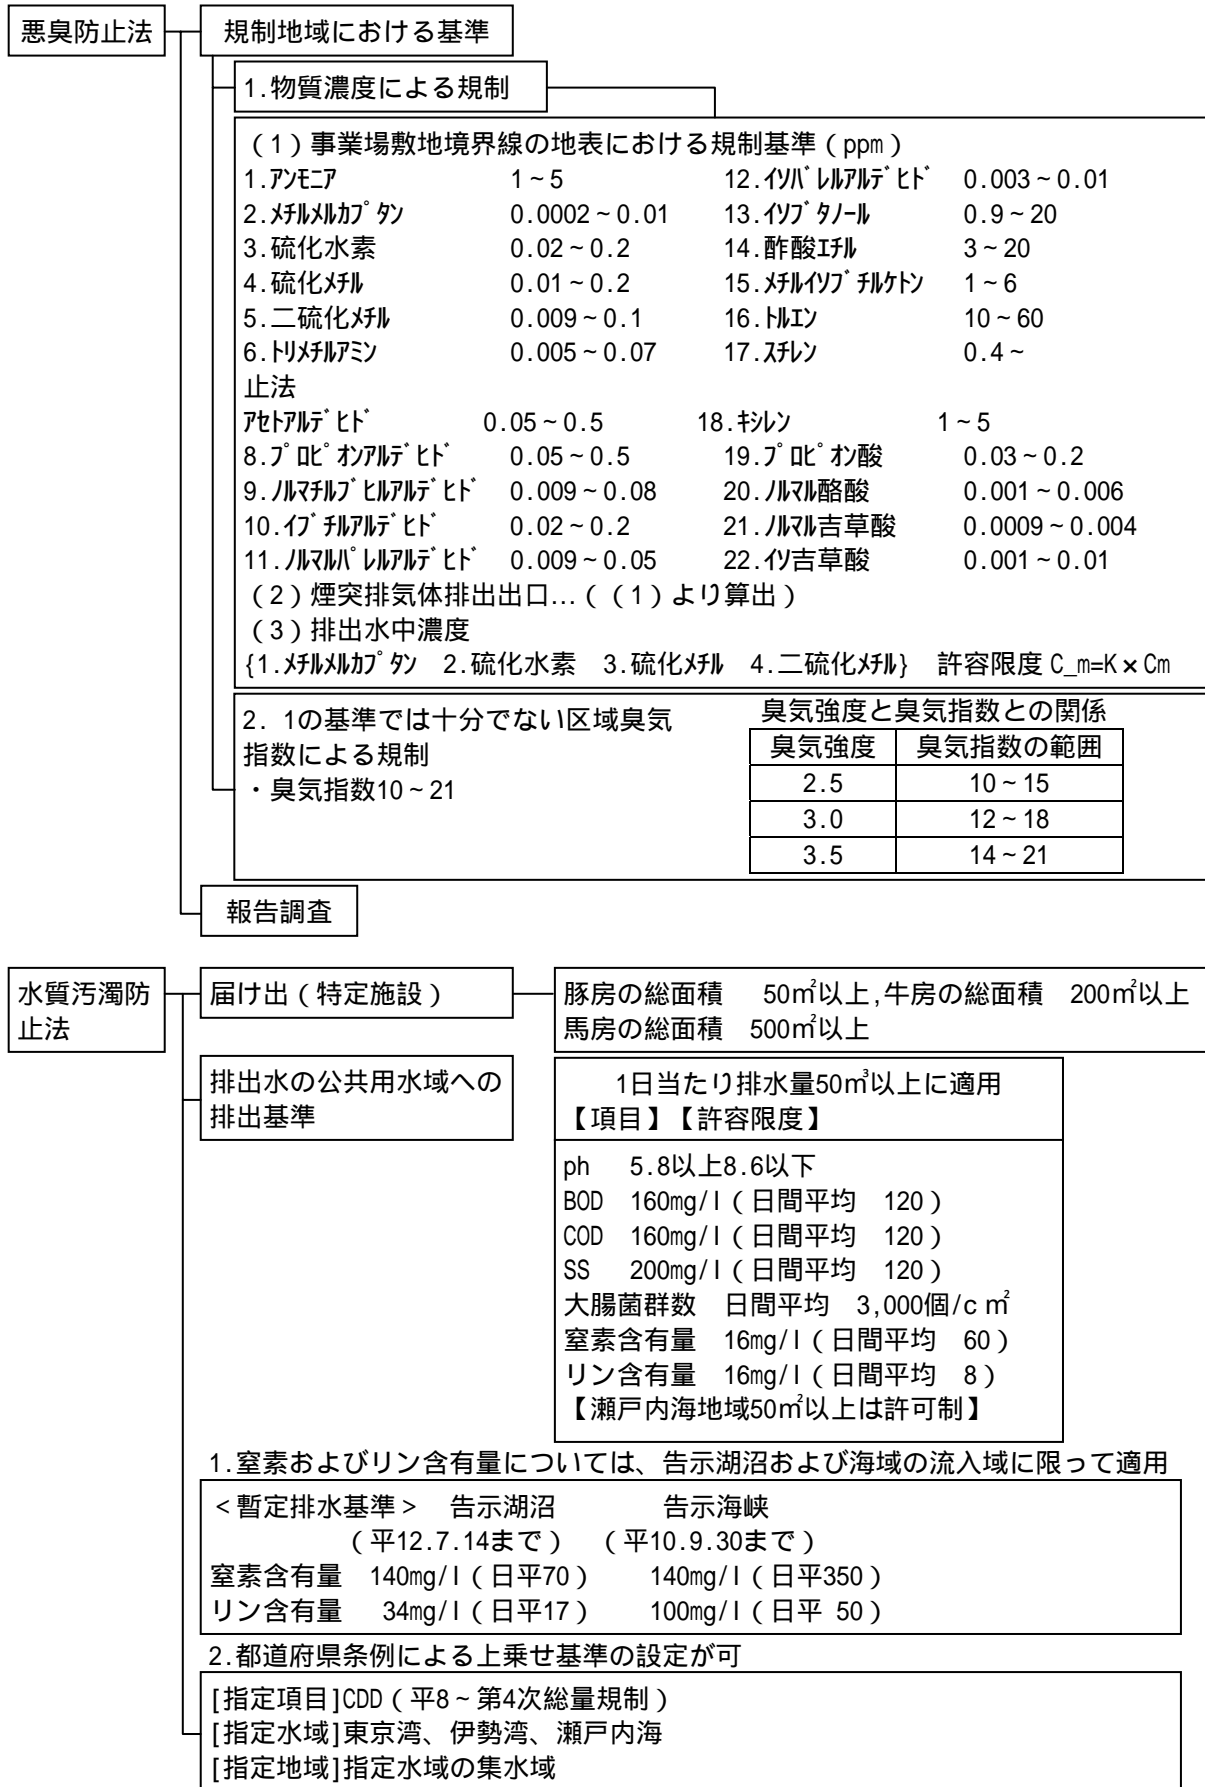 悪臭防止法
規制地域における基準
1.物質濃度による規制
(1)事業場敷地境界線の地表における規制基準(ppm)
1.ｱﾝﾓﾆｱ 1~5 12.ｲｿﾊﾞﾚﾙｱﾙﾃﾞﾋﾄﾞ 0.003~0.01
2.ﾒﾁﾙﾒﾙｶﾌﾟﾀﾝ 0.0002~0.01 13.ｲｿﾌﾞﾀﾉｰﾙ 0.9~20
3.硫化水素 0.02~0.2 14.酢酸ｴﾁﾙ 3~20
4.硫化ﾒﾁﾙ 0.01~0.2 15.ﾒﾁﾙｲｿﾌﾞﾁﾙｹﾄﾝ 1~6
5.二硫化ﾒﾁﾙ 0.009~0.1 16.ﾄﾙｴﾝ 10~60
6.ﾄﾘﾒﾁﾙｱﾐﾝ 0.005~0.07 17.ｽﾁﾚﾝ 0.4~
止法
ｱｾﾄｱﾙﾃﾞﾋﾄﾞ 0.05~0.5 18.ｷｼﾚﾝ 1~5
8.ﾌﾟﾛﾋﾟｵﾝｱﾙﾃﾞﾋﾄﾞ 0.05~0.5 19.ﾌﾟﾛﾋﾟｵﾝ酸 0.03~0.2
9.ﾉﾙﾏﾁﾙﾌﾞﾋﾙｱﾙﾃﾞﾋﾄﾞ 0.009~0.08 20.ﾉﾙﾏﾙ酪酸 0.001~0.006
10.ｲﾌﾞﾁﾙｱﾙﾃﾞﾋﾄﾞ 0.02~0.2 21.ﾉﾙﾏﾙ吉草酸 0.0009~0.004
11.ﾉﾙﾏﾙﾊﾟﾚﾙｱﾙﾃﾞﾋﾄﾞ 0.009~0.05 22.ｲｿ吉草酸 0.001~0.01
(2)煙突排気体排出出口…((1)より算出)
(3)排出水中濃度
{1.ﾒﾁﾙﾒﾙｶﾌﾟﾀﾝ 2.硫化水素 3.硫化ﾒﾁﾙ 4.二硫化ﾒﾁﾙ} 許容限度 C_m=K×Cm
2. 1の基準では十分でない区域臭気
指数による規制
・臭気指数10~21
臭気強度と臭気指数との関係
臭気強度 臭気指数の範囲
2.5 10~15
3.0 12~18
3.5 14~21
報告調査
水質汚濁防
止法
届け出(特定施設)
豚房の総面積 50㎡以上,牛房の総面積 200㎡以上
馬房の総面積 500㎡以上
排出水の公共用水域への
排出基準
1日当たり排水量50㎥以上に適用
【項目】【許容限度】
ph 5.8以上8.6以下
BOD 160mg/l(日間平均 120)
COD 160mg/l(日間平均 120)
SS 200mg/l(日間平均 120)
大腸菌群数 日間平均 3,000個/c㎡
窒素含有量 16mg/l(日間平均 60)
リン含有量 16mg/l(日間平均 8)
【瀬戸内海地域50㎡以上は許可制】
1.窒素およびリン含有量については、告示湖沼および海域の流入域に限って適用
<暫定排水基準> 告示湖沼 告示海峡
(平12.7.14まで) (平10.9.30まで)
窒素含有量 140mg/l(日平70) 140mg/l(日平350)
リン含有量 34mg/l(日平17) 100mg/l(日平 50)
2.都道府県条例による上乗せ基準の設定が可
[指定項目]CDD(平8~第4次総量規制)
[指定水域]東京湾、伊勢湾、瀬戸内海
[指定地域]指定水域の集水域